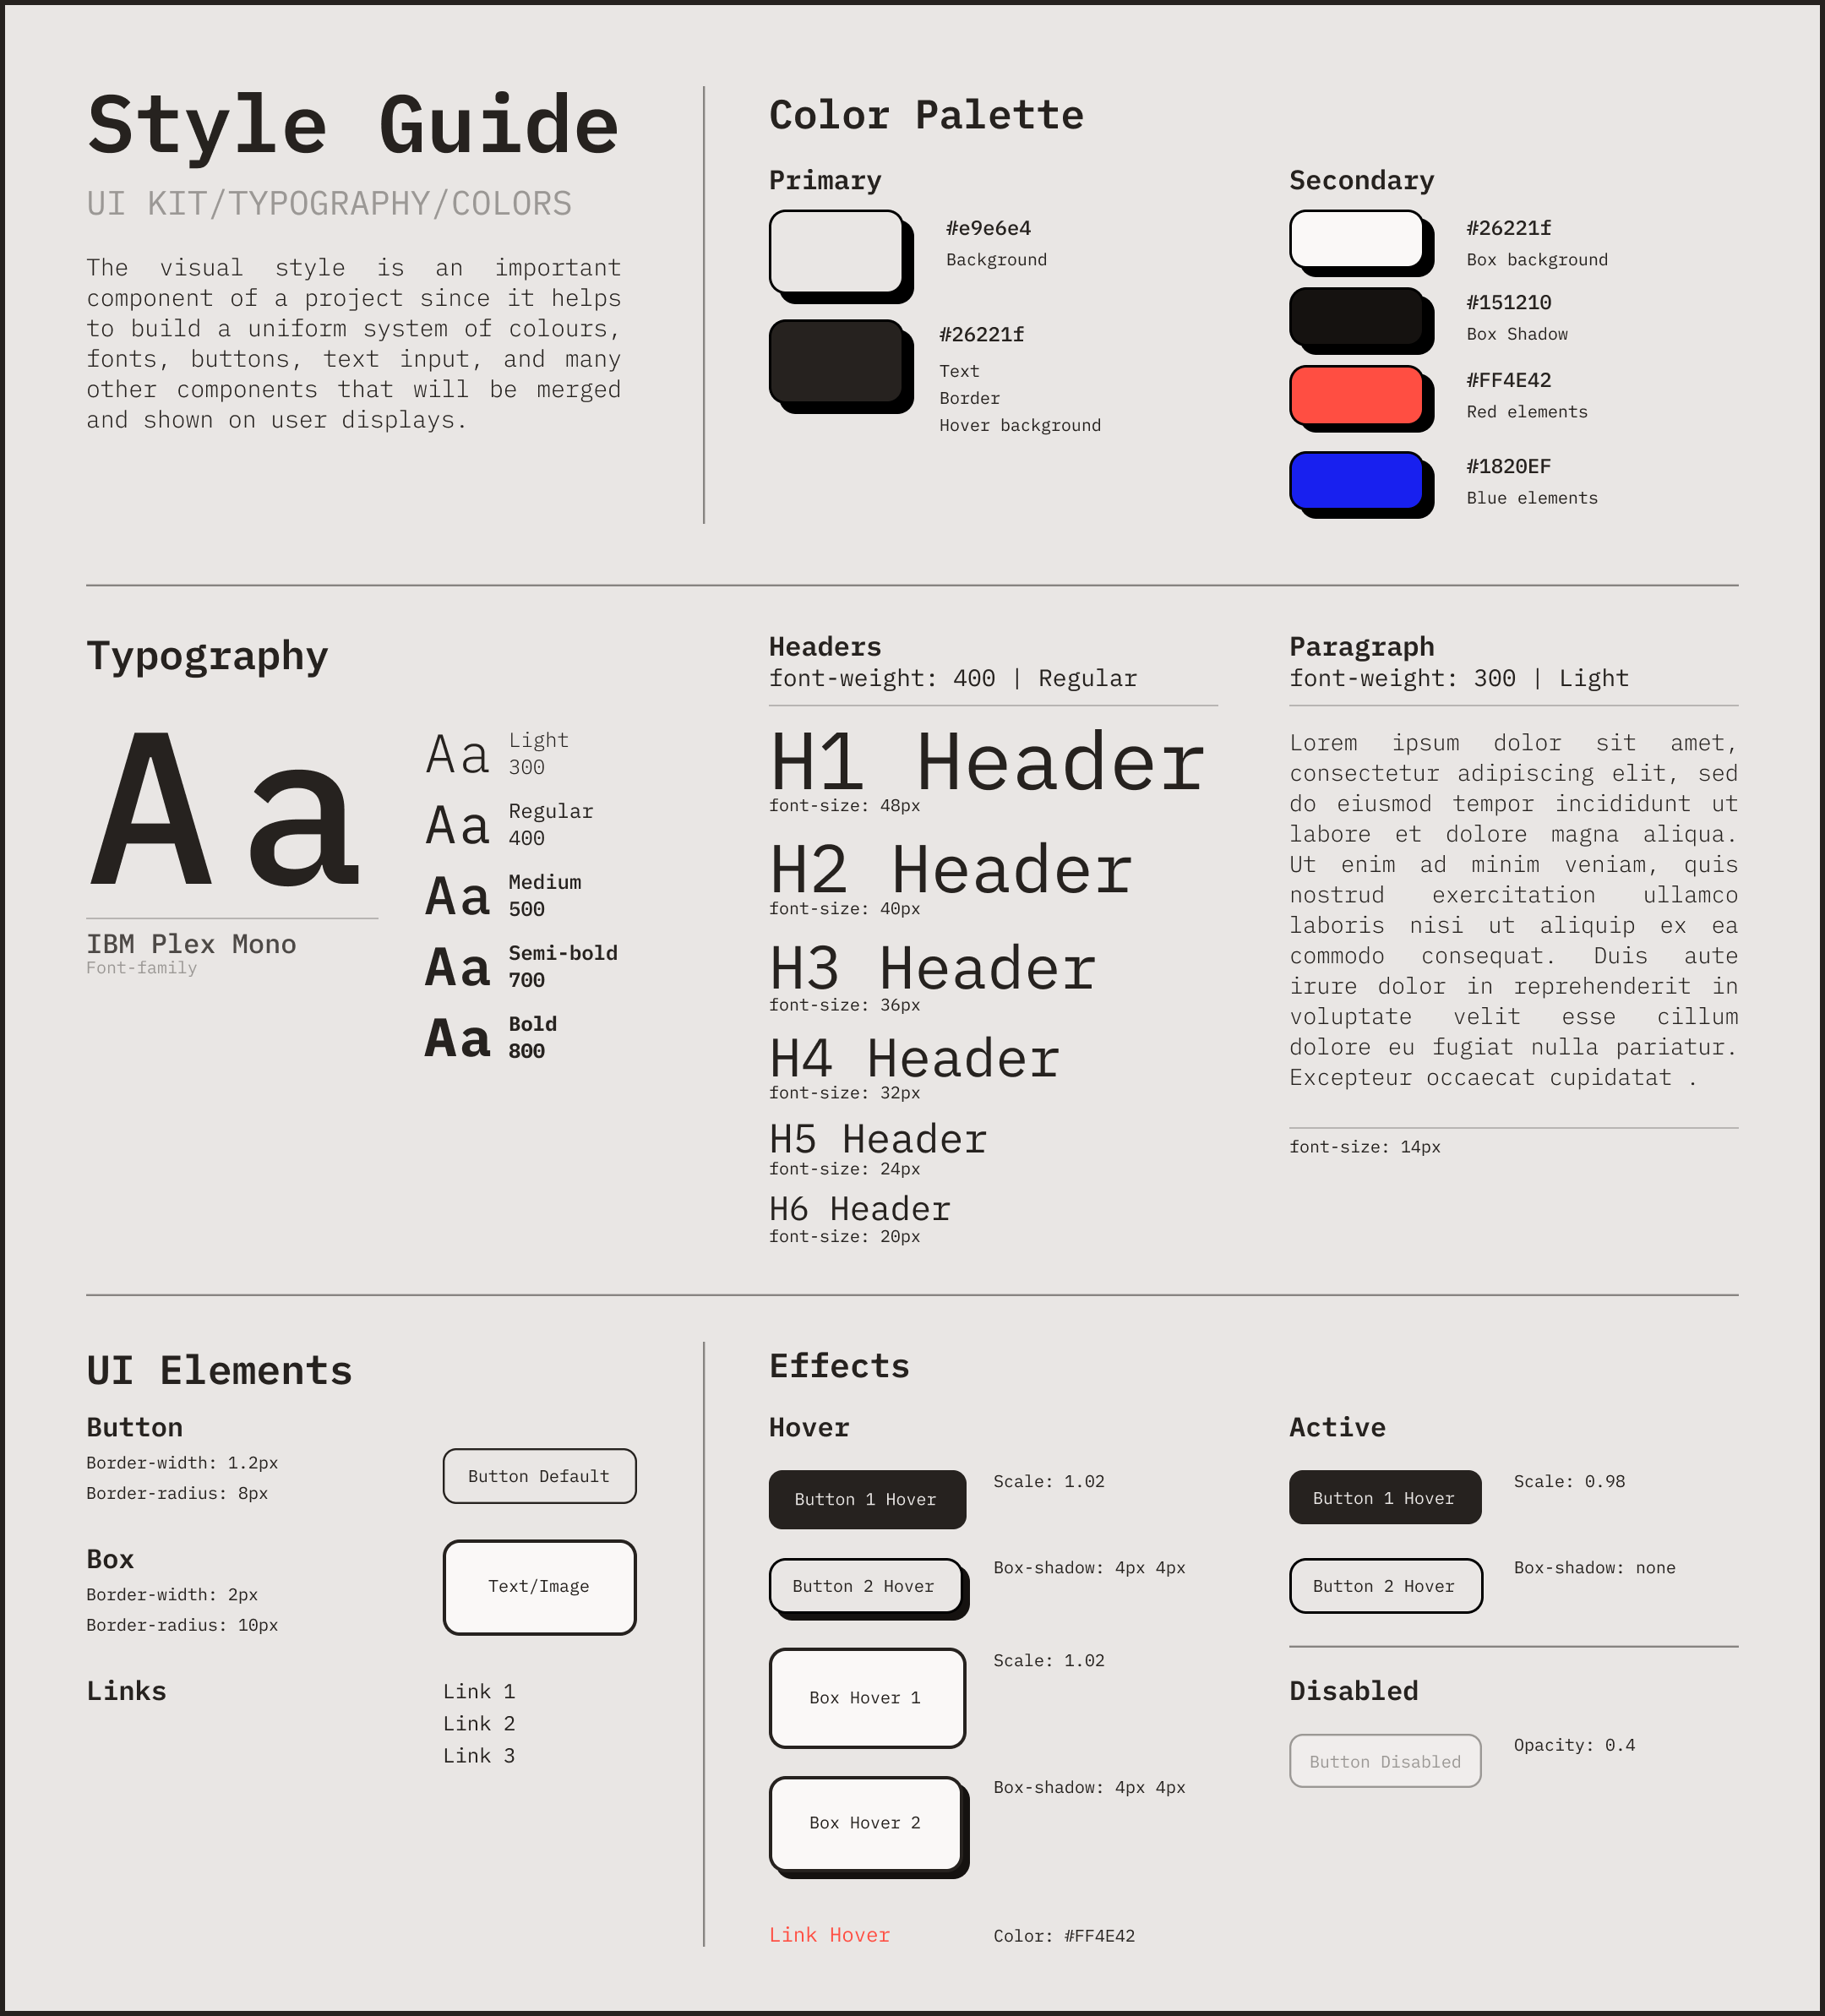 Style Guide
UI KIT/TYPOGRAPHY/COLORS
The visual style is an important
component of a project since it helps
to build a uniform system of colours,
fonts, buttons, text input, and many
other components that will be merged
and shown on user displays.
Color Palette
Primary
#e9e6e4
Background
#26221f
Text
Border
Hover background
Secondary
#26221f
Box background
#151210
Box Shadow
#FF4E42
Red elements
#1820EF
Blue elements
Typography
Aa
IBM Plex Mono
Font-family
Aa Light
300
Aa Regular
400
Aa Medium
500
Aa Semi-bold
700
Aa Bold
800
Headers
font-weight: 400 | Regular
H1 Header
font-size: 48px
H2 Header
font-size: 40px
H3 Header
font-size: 36px
H4 Header
font-size: 32px
H5 Header
font-size: 24px
H6 Header
font-size: 20px
Paragraph
font-weight: 300 | Light
Lorem ipsum dolor sit amet,
consectetur adipiscing elit, sed
do eiusmod tempor incididunt ut
labore et dolore magna aliqua.
Ut enim ad minim veniam, quis
nostrud exercitation ullamco
laboris nisi ut aliquip ex ea
commodo consequat. Duis aute
irure dolor in reprehenderit in
voluptate velit esse cillum
dolore eu fugiat nulla pariatur.
Excepteur occaecat cupidatat .
font-size: 14px
UI Elements
Button
Border-width: 1.2px
Border-radius: 8px
Button Default
Box
Border-width: 2px
Border-radius: 10px
Text/Image
Links
Link 1
Link 2
Link 3
Effects
Hover
Button 1 Hover
Scale: 1.02
Button 2 Hover
Box-shadow: 4px 4px
Box Hover 1
Scale: 1.02
Box Hover 2
Box-shadow: 4px 4px
Link Hover
Color: #FF4E42
Active
Button 1 Hover
Scale: 0.98
Button 2 Hover
Box-shadow: none
Disabled
Button Disabled
Opacity: 0.4